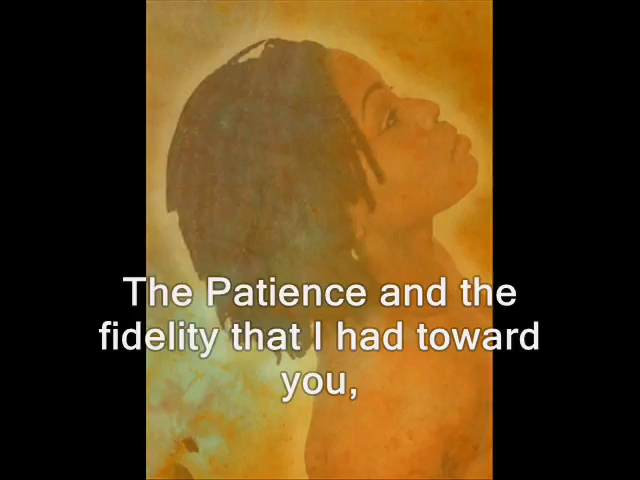 The Patience and the
fidelity that I had toward
you,